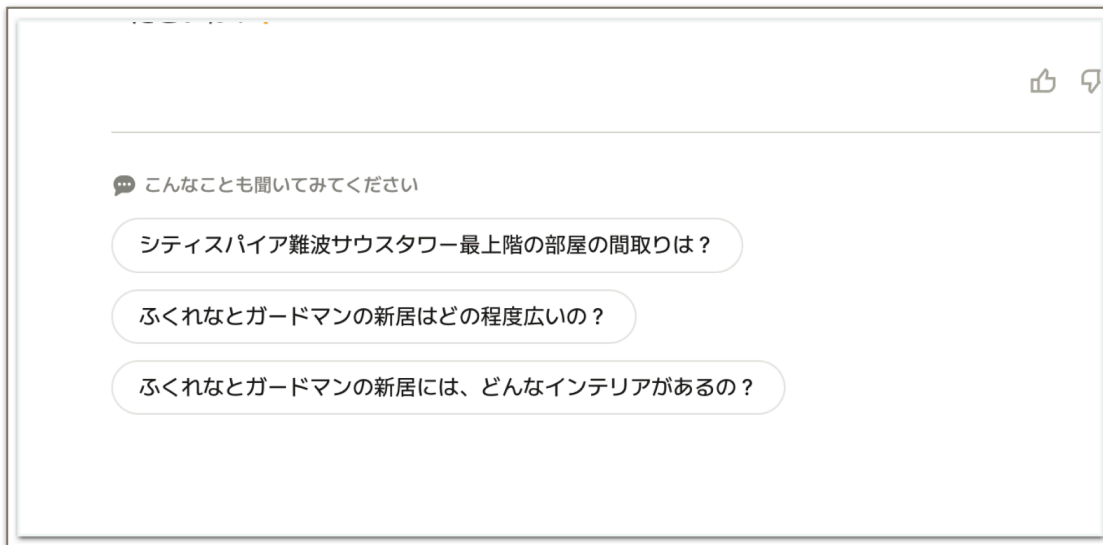 こんなことも聞いてみてください
シティスパイア難波サウスタワー最上階の部屋の間取りは？
ふくれなとガードマンの新居はどの程度広いの？
ふくれなとガードマンの新居には、どんなインテリアがあるの？